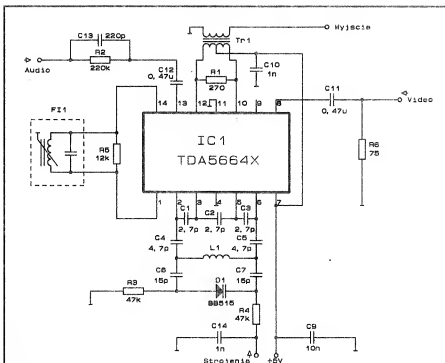 C13 220p
R2
220k
Audio
C12
0,47u
Tr1
Wyjscie
R1
270
C10
1n
C11
0,47u
Video
R6
75
FI1
R5
12k
14 13 12 11 10 9 8
IC1
TDA5664X
1 2 3 4 5 6 7
C1
2,7p
C2
2,7p
C3
2,7p
C4
4,7p
L1
C5
4,7p
C6
15p
C7
15p
R3
47k
D1
BB515
R4
47k
C14
1n
C9
10n
Strojenie
+5V